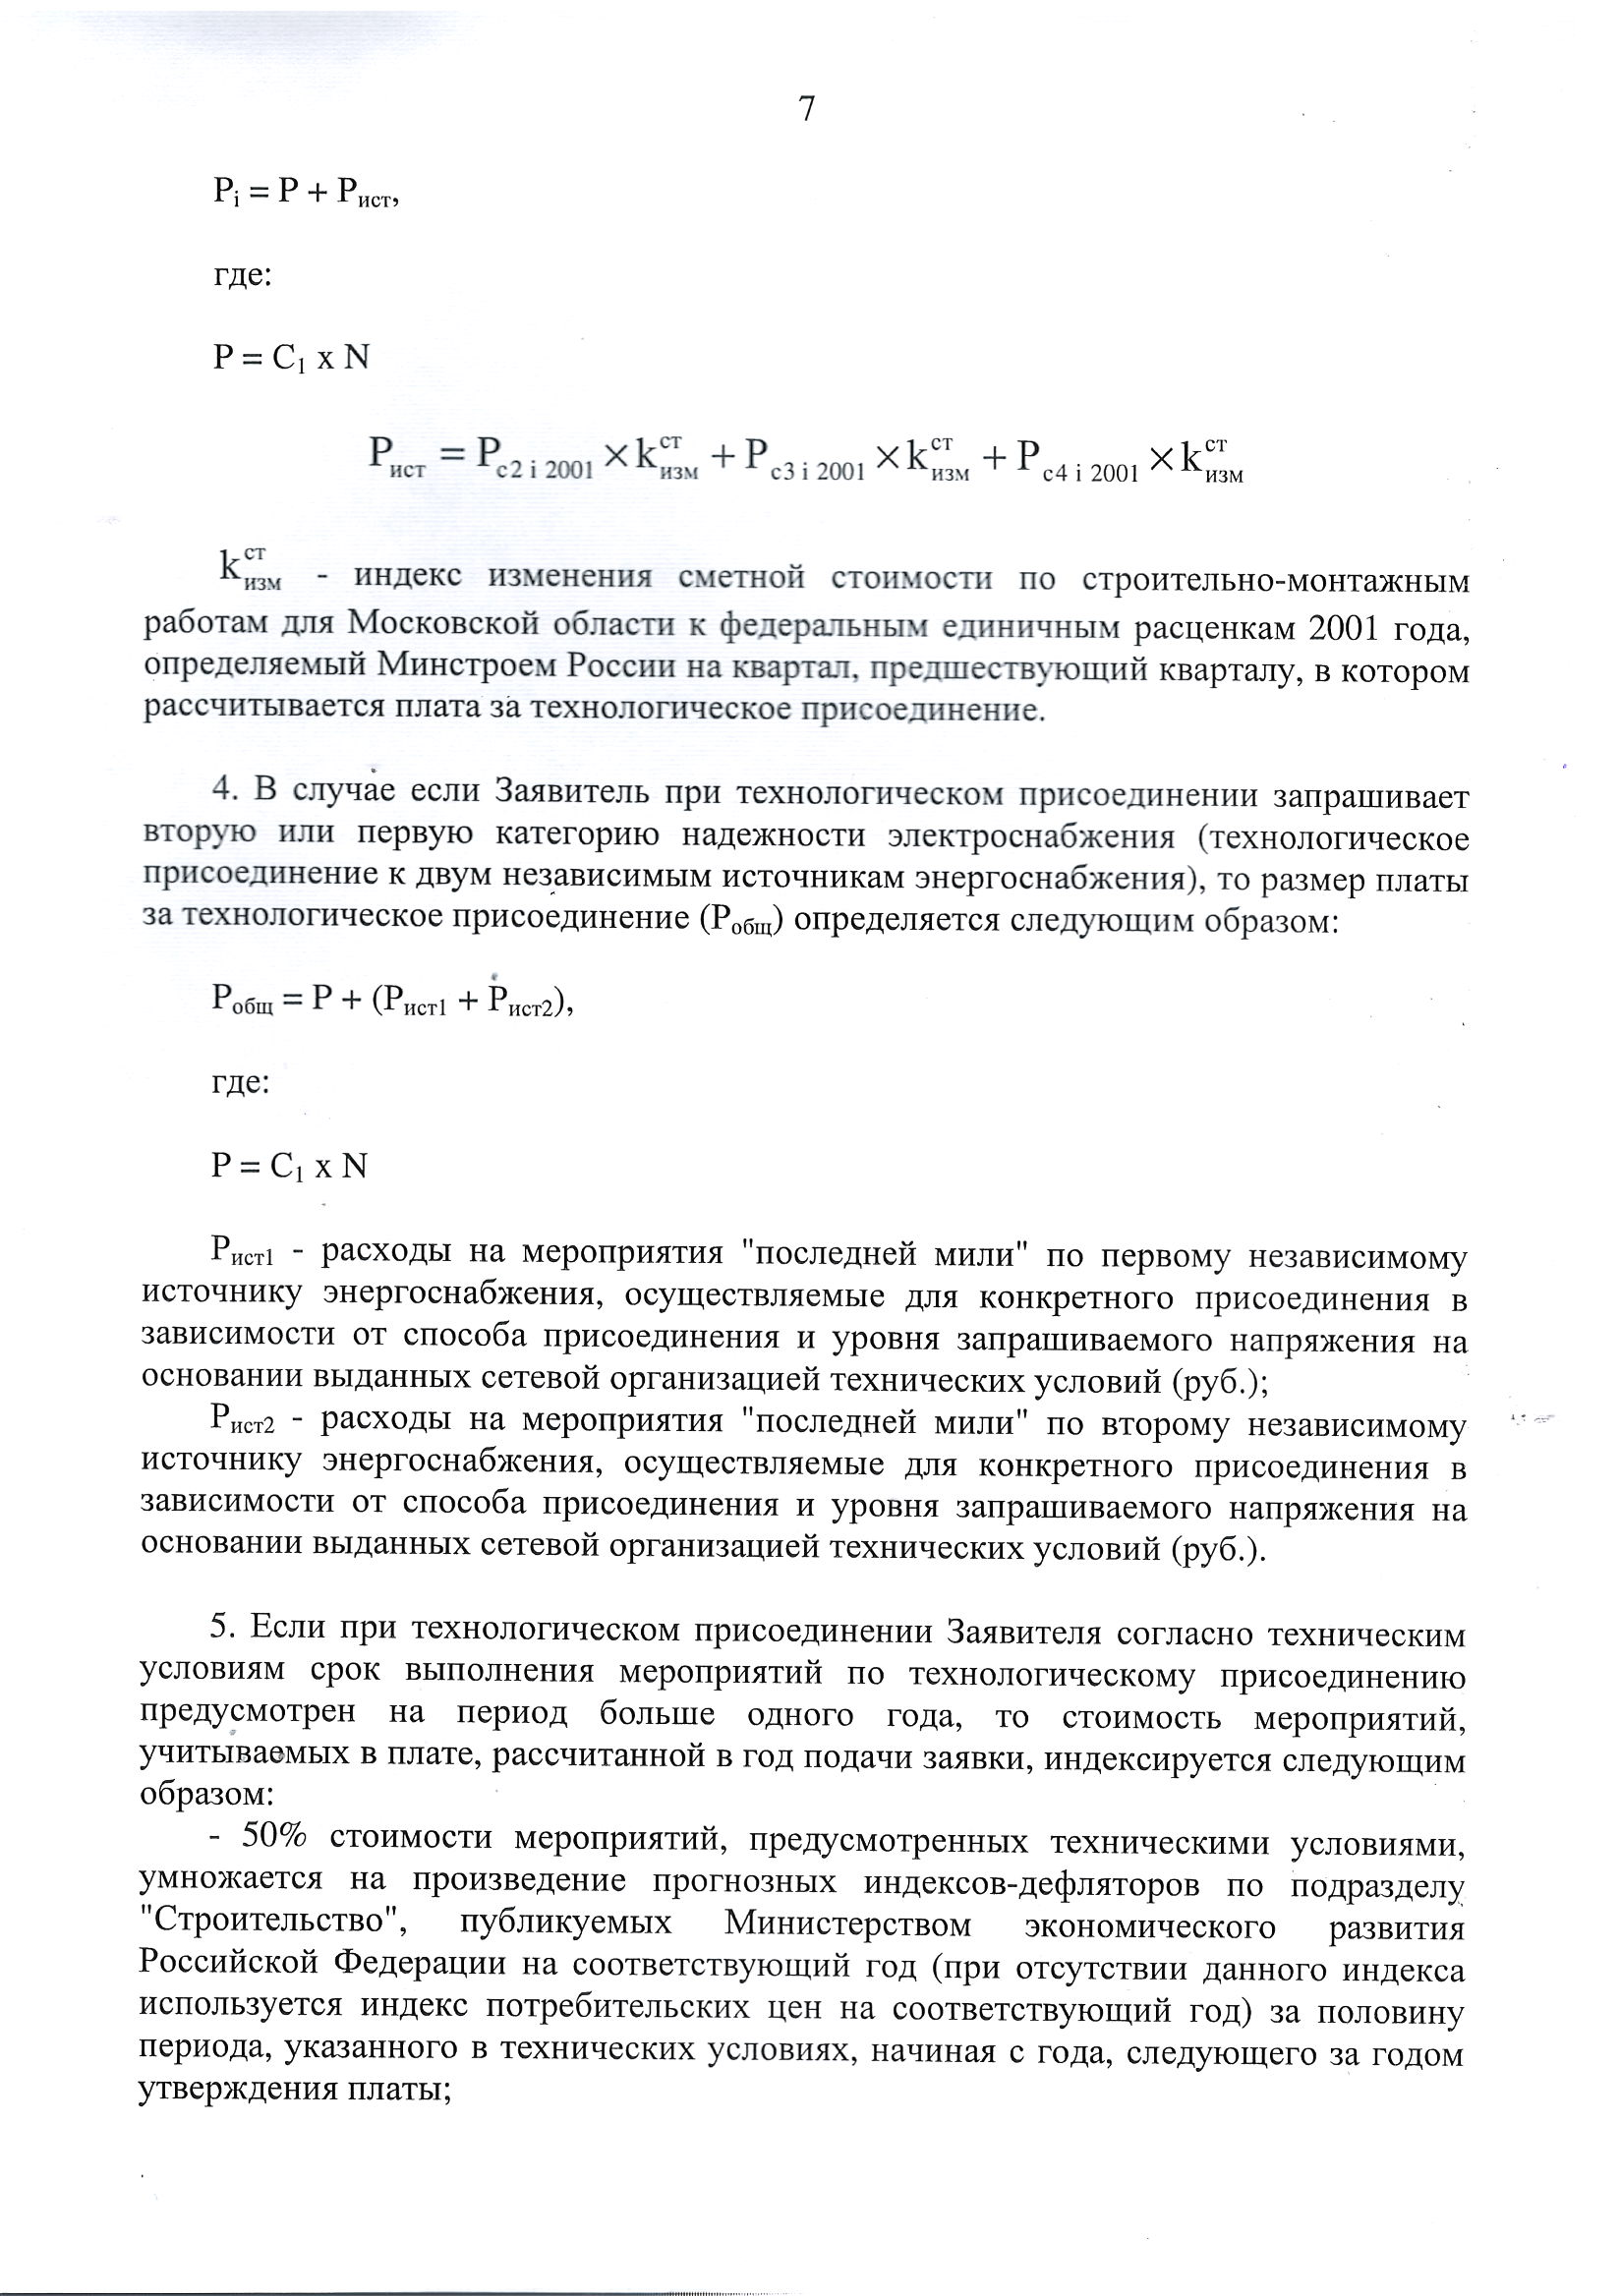 7
Pi = P + Pист,
где:
P = C1 x N
Pист = Pс2 i 2001 × kстизм + Pс3 i 2001 × kстизм + Pс4 i 2001 × kстизм
kстизм - индекс изменения сметной стоимости по строительно-монтажным
работам для Московской области к федеральным единичным расценкам 2001 года,
определяемый Минстроем России на квартал, предшествующий кварталу, в котором
рассчитывается плата за технологическое присоединение.
4. В случае если Заявитель при технологическом присоединении запрашивает
вторую или первую категорию надежности электроснабжения (технологическое
присоединение к двум независимым источникам энергоснабжения), то размер платы
за технологическое присоединение (Pобщ) определяется следующим образом:
Pобщ = P + (Pист1 + Pист2),
где:
P = C1 x N
Pист1 - расходы на мероприятия "последней мили" по первому независимому
источнику энергоснабжения, осуществляемые для конкретного присоединения в
зависимости от способа присоединения и уровня запрашиваемого напряжения на
основании выданных сетевой организацией технических условий (руб.);
Pист2 - расходы на мероприятия "последней мили" по второму независимому
источнику энергоснабжения, осуществляемые для конкретного присоединения в
зависимости от способа присоединения и уровня запрашиваемого напряжения на
основании выданных сетевой организацией технических условий (руб.).
5. Если при технологическом присоединении Заявителя согласно техническим
условиям срок выполнения мероприятий по технологическому присоединению
предусмотрен на период больше одного года, то стоимость мероприятий,
учитываемых в плате, рассчитанной в год подачи заявки, индексируется следующим
образом:
- 50% стоимости мероприятий, предусмотренных техническими условиями,
умножается на произведение прогнозных индексов-дефляторов по подразделу
"Строительство", публикуемых Министерством экономического развития
Российской Федерации на соответствующий год (при отсутствии данного индекса
используется индекс потребительских цен на соответствующий год) за половину
периода, указанного в технических условиях, начиная с года, следующего за годом
утверждения платы;